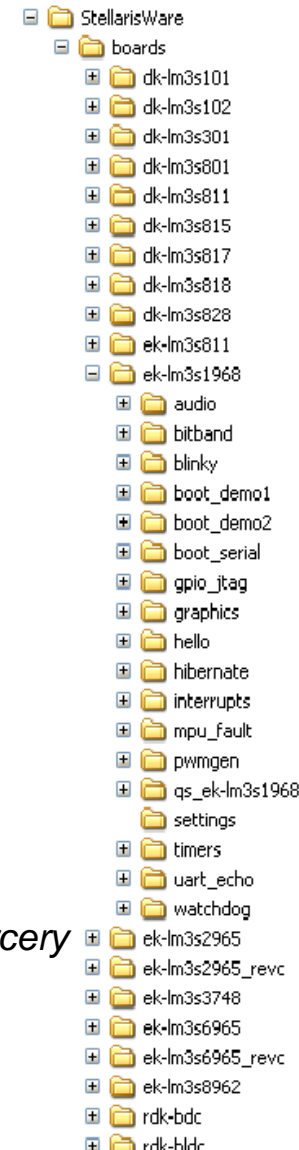 StellarisWare
boards
dk-lm3s101
dk-lm3s102
dk-lm3s301
dk-lm3s801
dk-lm3s811
dk-lm3s815
dk-lm3s817
dk-lm3s818
dk-lm3s828
ek-lm3s811
ek-lm3s1968
audio
bitband
blinky
boot_demo1
boot_demo2
boot_serial
gpio_jtag
graphics
hello
hibernate
interrupts
mpu_fault
pwmgen
qs_ek-lm3s1968
settings
timers
uart_echo
watchdog
rcery ek-lm3s2965
ek-lm3s2965_revc
ek-lm3s3748
ek-lm3s6965
ek-lm3s6965_revc
ek-lm3s8962
rdk-bdc
rdk-bldc